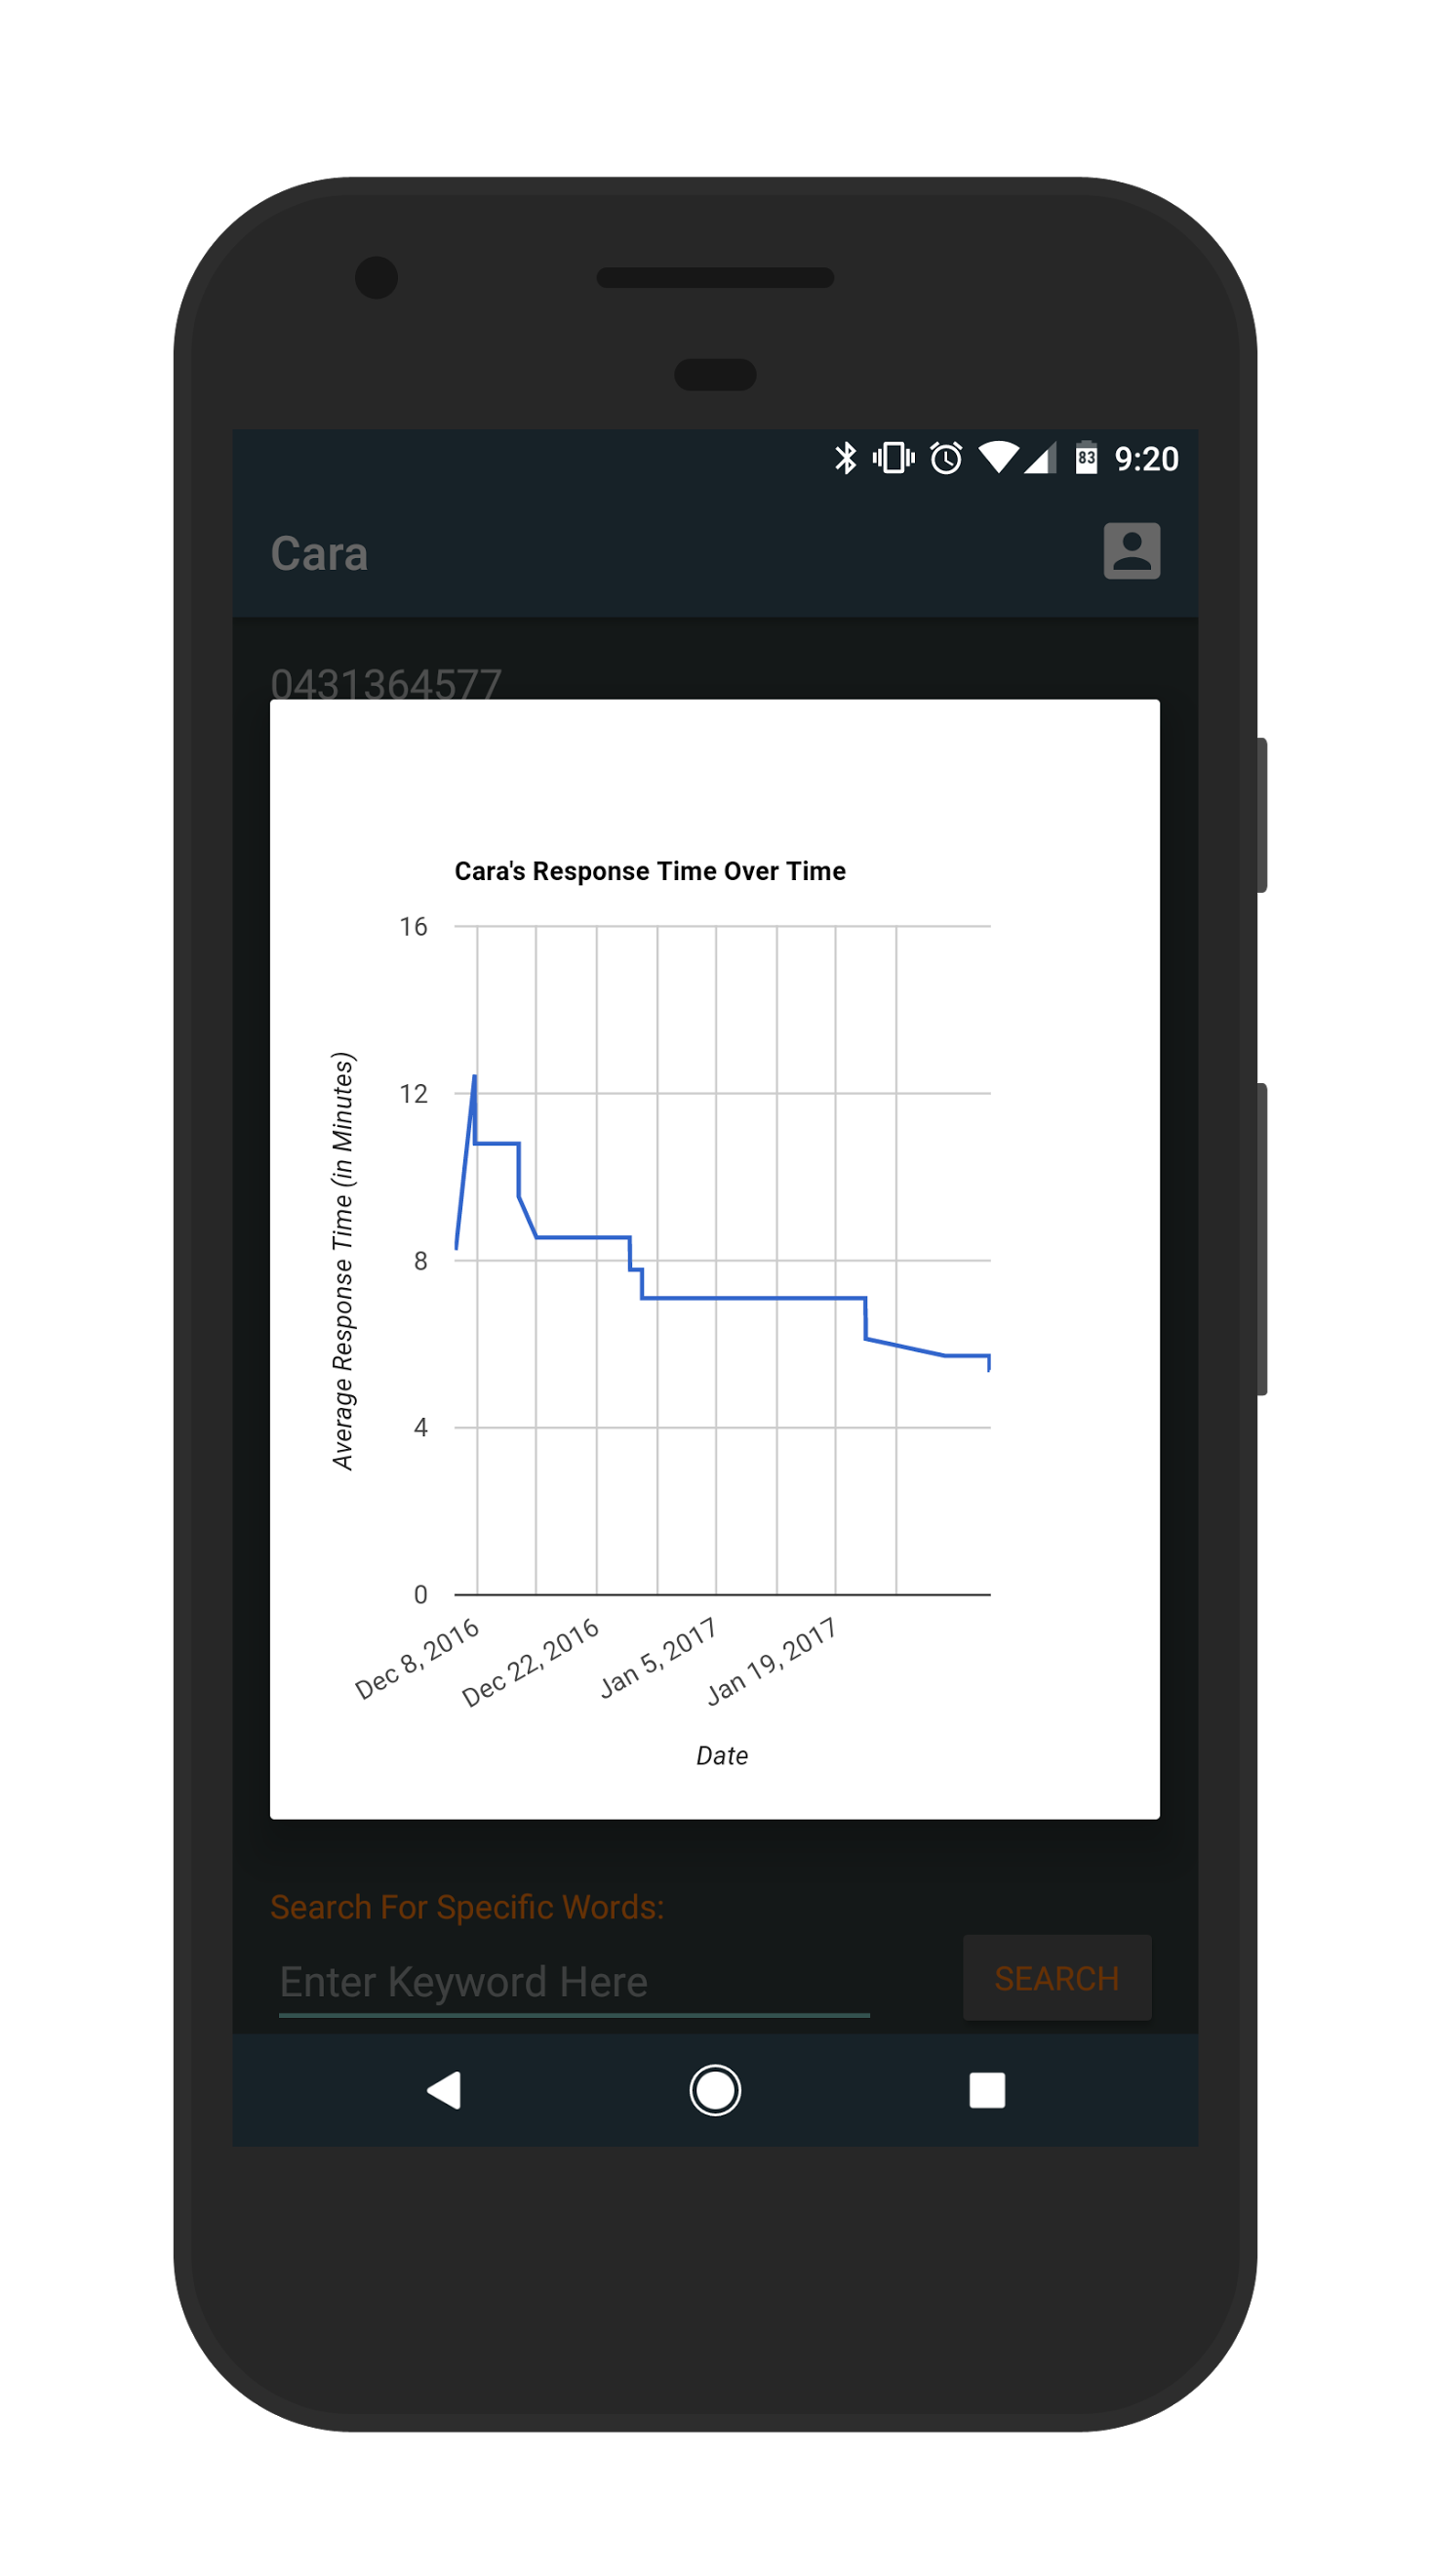 83 9:20
Cara
0431364577
Cara's Response Time Over Time
16
12
8
4
0
Average Response Time (in Minutes)
Dec 8, 2016
Dec 22, 2016
Jan 5, 2017
Jan 19, 2017
Date
Search For Specific Words:
Enter Keyword Here
SEARCH